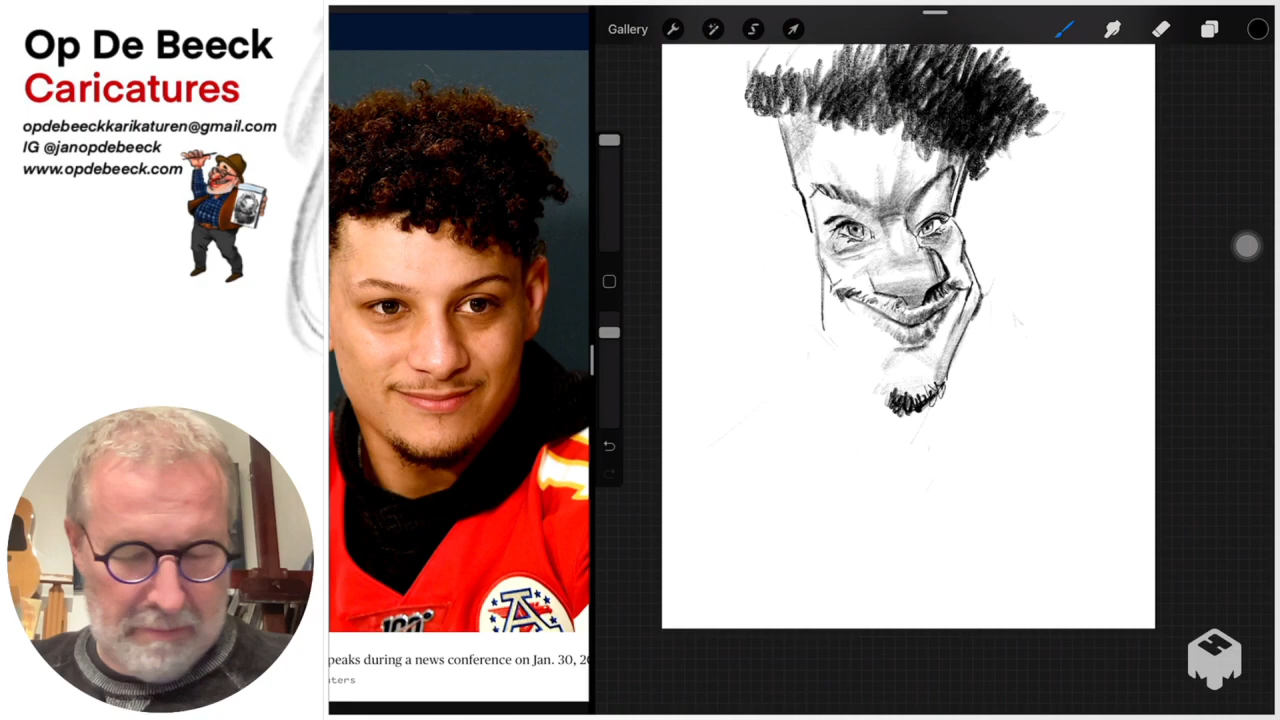 Op De Beeck
Caricatures
opdebeeckkarikaturen@gmail.com
IG @janopdebeeck
www.opdebeeck.com
Gallery
100
A
peaks during a news conference on Jan. 30, 20
ters